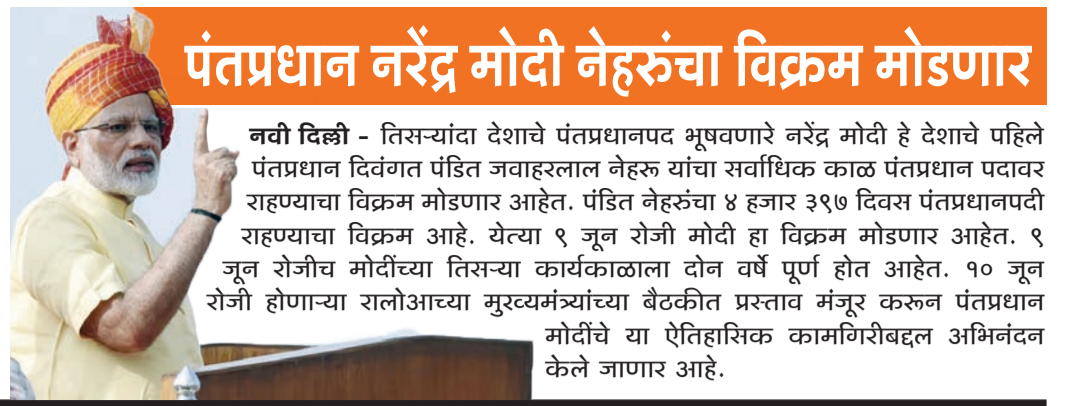 पंतप्रधान नरेंद्र मोदी नेहरुंचा विक्रम मोडणार
नवी दिल्ली - तिसऱ्यांदा देशाचे पंतप्रधानपद भूषवणारे नरेंद्र मोदी हे देशाचे पहिले
पंतप्रधान दिवंगत पंडित जवाहरलाल नेहरू यांचा सर्वाधिक काळ पंतप्रधान पदावर
राहण्याचा विक्रम मोडणार आहेत. पंडित नेहरुंचा ४ हजार ३९७ दिवस पंतप्रधानपदी
राहण्याचा विक्रम आहे. येत्या ९ जून रोजी मोदी हा विक्रम मोडणार आहेत. ९
जून रोजीच मोदींच्या तिसऱ्या कार्यकाळाला दोन वर्षे पूर्ण होत आहेत. १० जून
रोजी होणाऱ्या रालोआच्या मुख्यमंत्र्यांच्या बैठकीत प्रस्ताव मंजूर करून पंतप्रधान
मोदींचे या ऐतिहासिक कामगिरीबद्दल अभिनंदन
केले जाणार आहे.